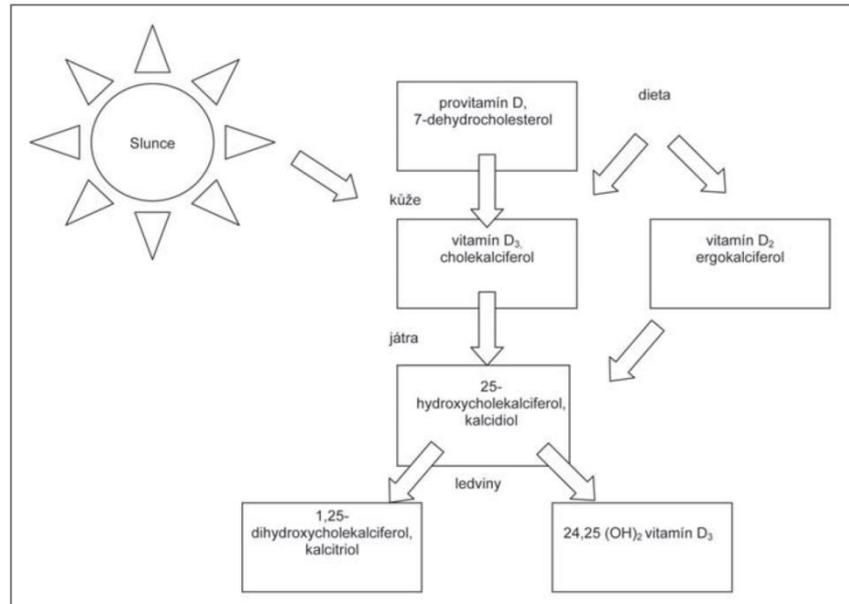 Slunce
provitamín D,
7-dehydrocholesterol
dieta
kůže
vitamín D₃,
cholekalciferol
vitamín D₂
ergokalciferol
játra
25-
hydroxycholekalciferol,
kalcidiol
ledviny
1,25-
dihydroxycholekalciferol,
kalcitriol
24,25 (OH)₂ vitamín D₃